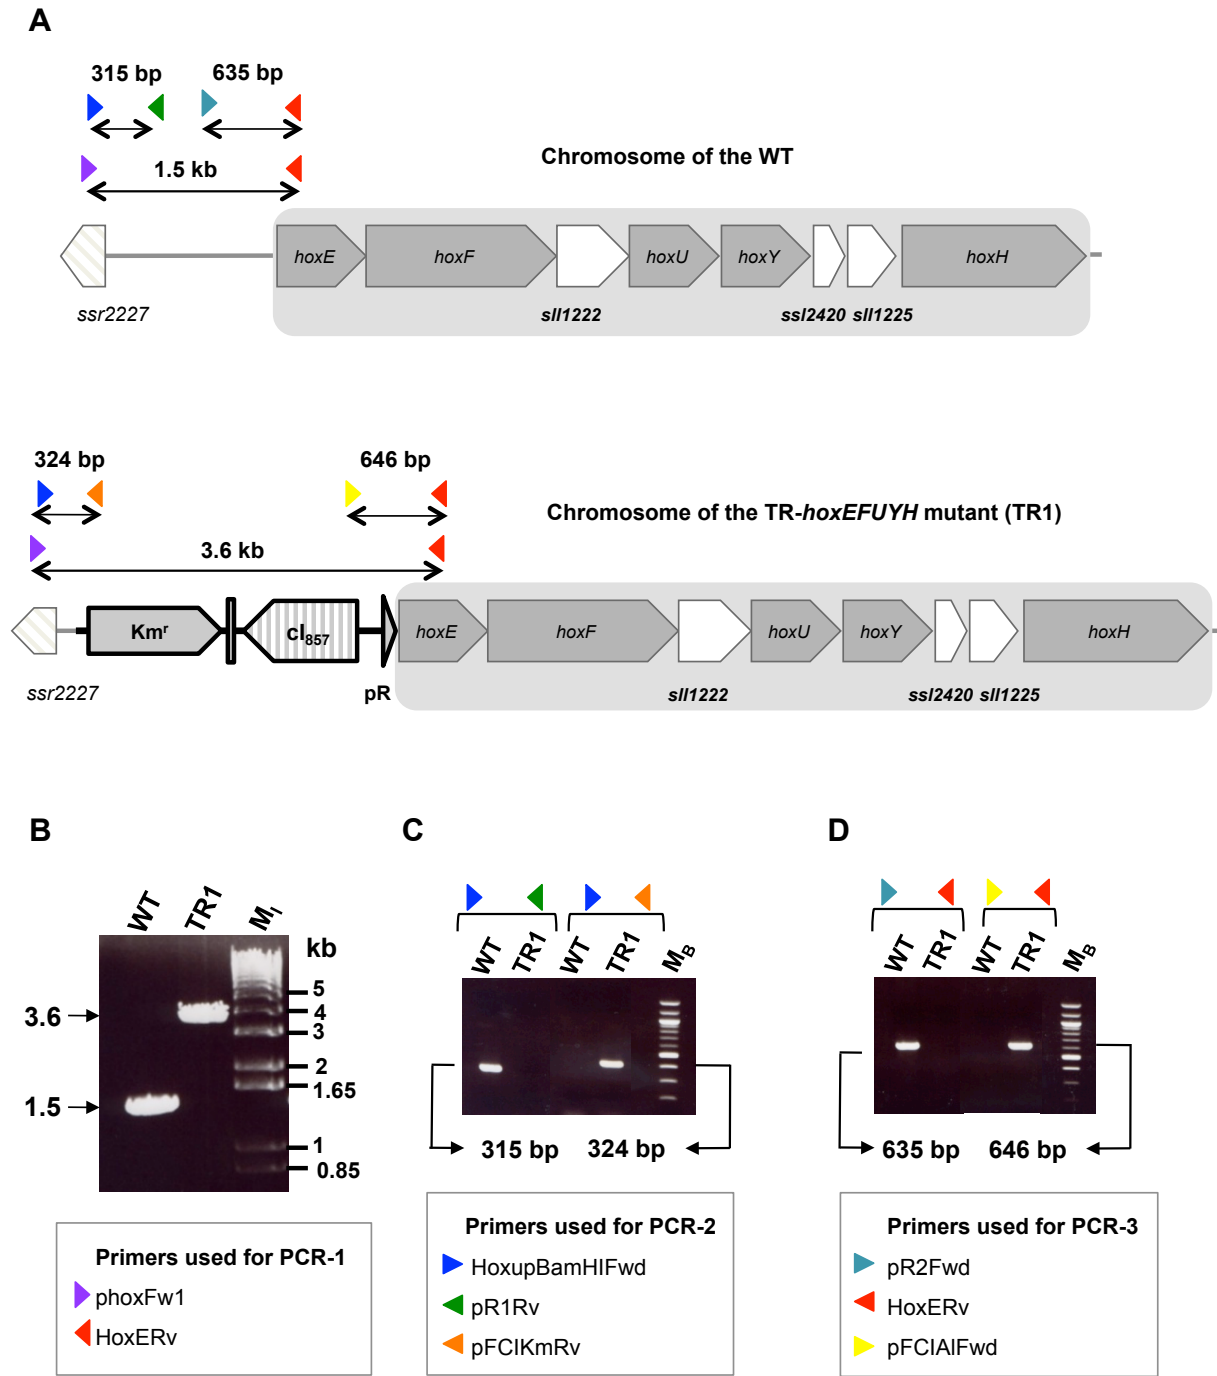 A
315 bp 635 bp
1.5 kb
Chromosome of the WT
hoxE hoxF hoxU hoxY hoxH
ssr2227 sll1222 ssl2420 sll1225
324 bp 646 bp
3.6 kb
Chromosome of the TR-hoxEFUYH mutant (TR1)
Kmʳ cI₈₅₇ hoxE hoxF hoxU hoxY hoxH
ssr2227 pR sll1222 ssl2420 sll1225
B
WT TR1 M_I
kb
5
4
3
2
1.65
1
0.85
3.6
1.5
Primers used for PCR-1
phoxFw1
HoxERv
C
WT TR1 WT TR1 M_B
315 bp 324 bp
Primers used for PCR-2
HoxupBamHIFwd
pR1Rv
pFCIKmRv
D
WT TR1 WT TR1 M_B
635 bp 646 bp
Primers used for PCR-3
pR2Fwd
HoxERv
pFCIAIFwd